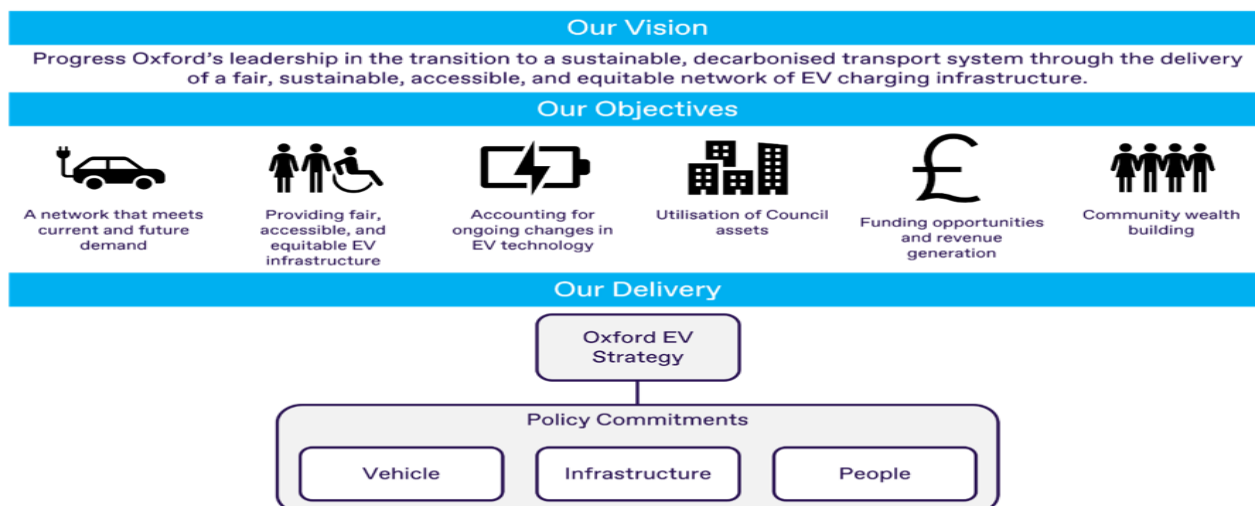 Our Vision
Progress Oxford's leadership in the transition to a sustainable, decarbonised transport system through the delivery
of a fair, sustainable, accessible, and equitable network of EV charging infrastructure.
Our Objectives
A network that meets
current and future
demand
Providing fair,
accessible, and
equitable EV
infrastructure
Accounting for
ongoing changes in
EV technology
Utilisation of Council
assets
Funding opportunities
and revenue
generation
Community wealth
building
Our Delivery
Oxford EV
Strategy
Policy Commitments
Vehicle
Infrastructure
People